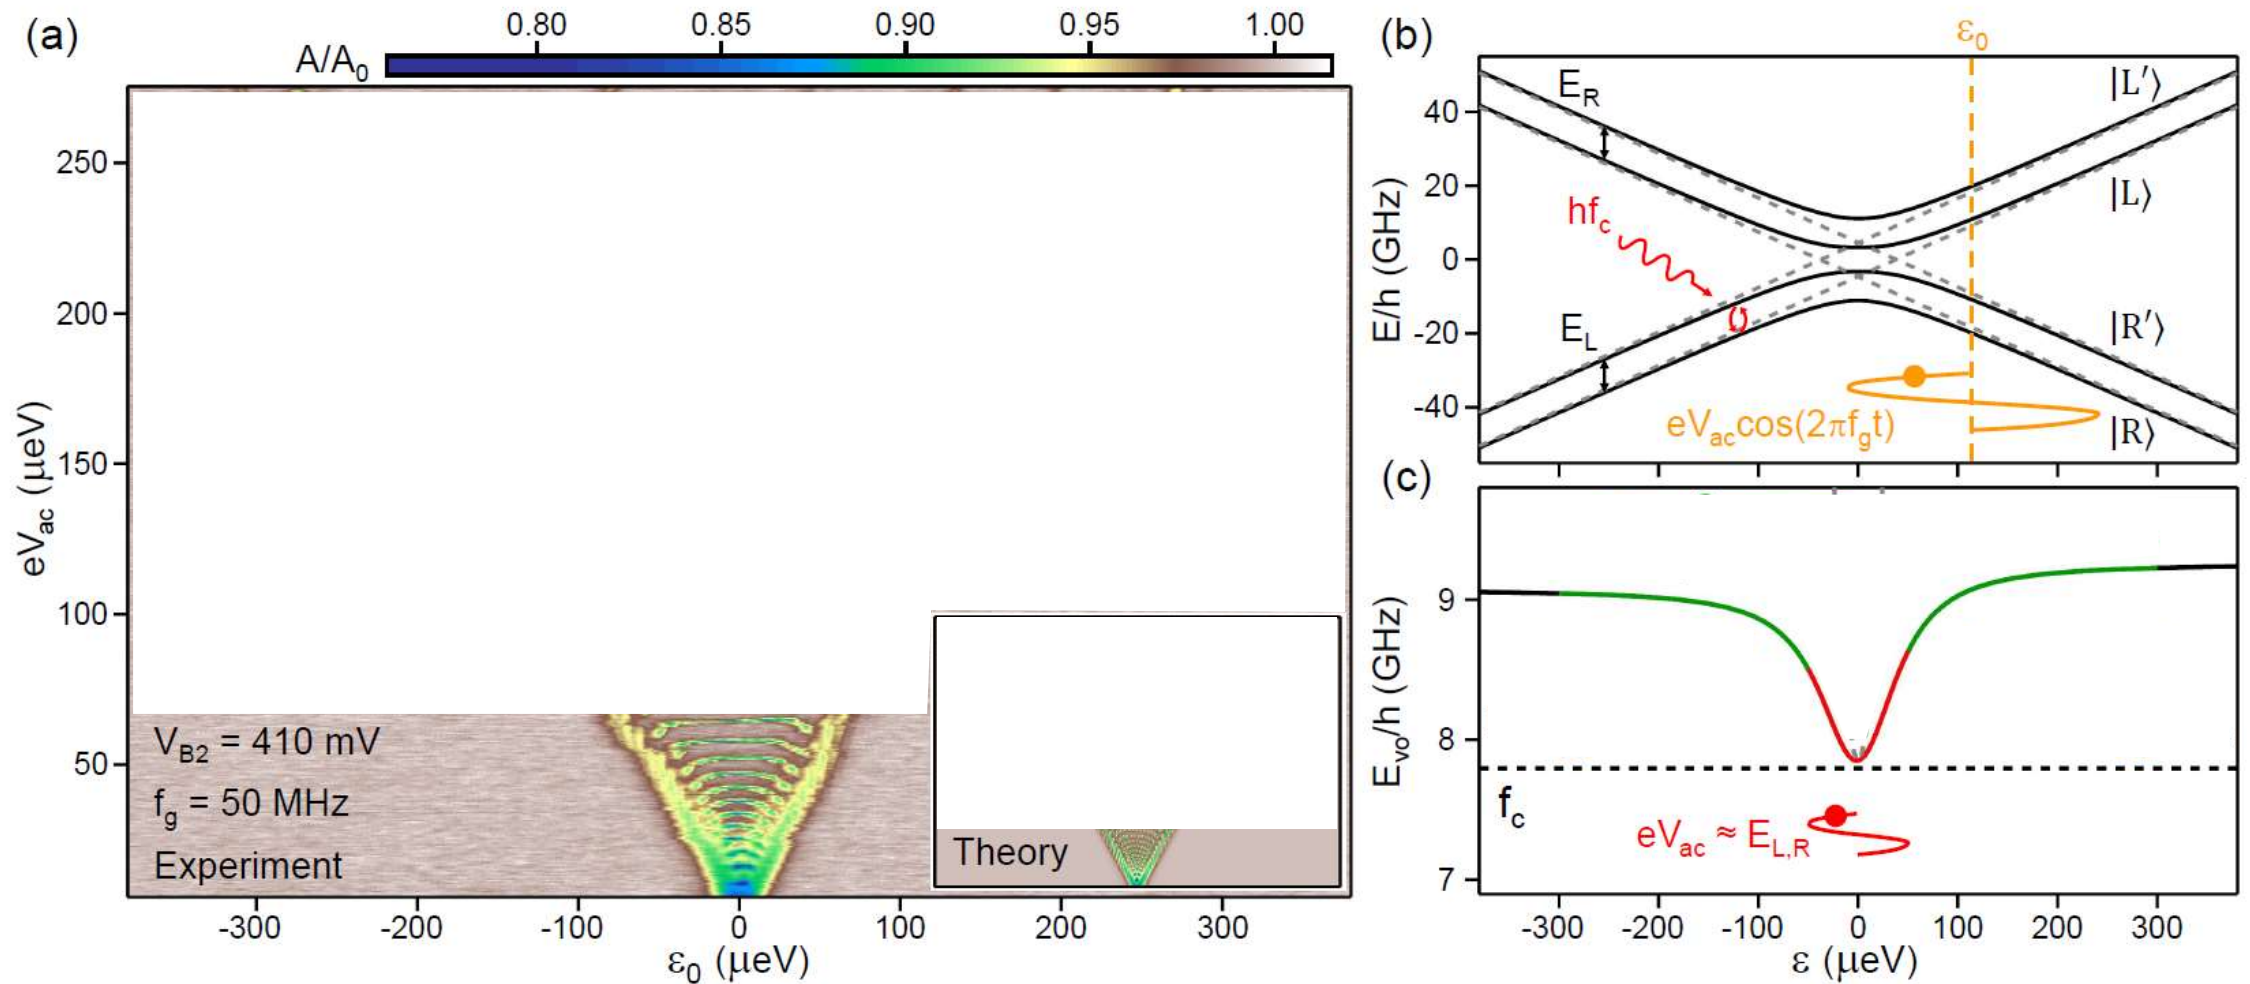 (a)
A/A0
0.80 0.85 0.90 0.95 1.00
eVac (μeV)
250
200
150
100
50
VB2 = 410 mV
fg = 50 MHz
Experiment
Theory
-300 -200 -100 0 100 200 300
ε0 (μeV)
(b)
ε0
E/h (GHz)
40
20
0
-20
-40
ER
EL
hfc
|L′⟩
|L⟩
|R′⟩
|R⟩
eVaccos(2πfgt)
(c)
Evo/h (GHz)
9
8
7
fc
eVac ≈ EL,R
-300 -200 -100 0 100 200 300
ε (μeV)